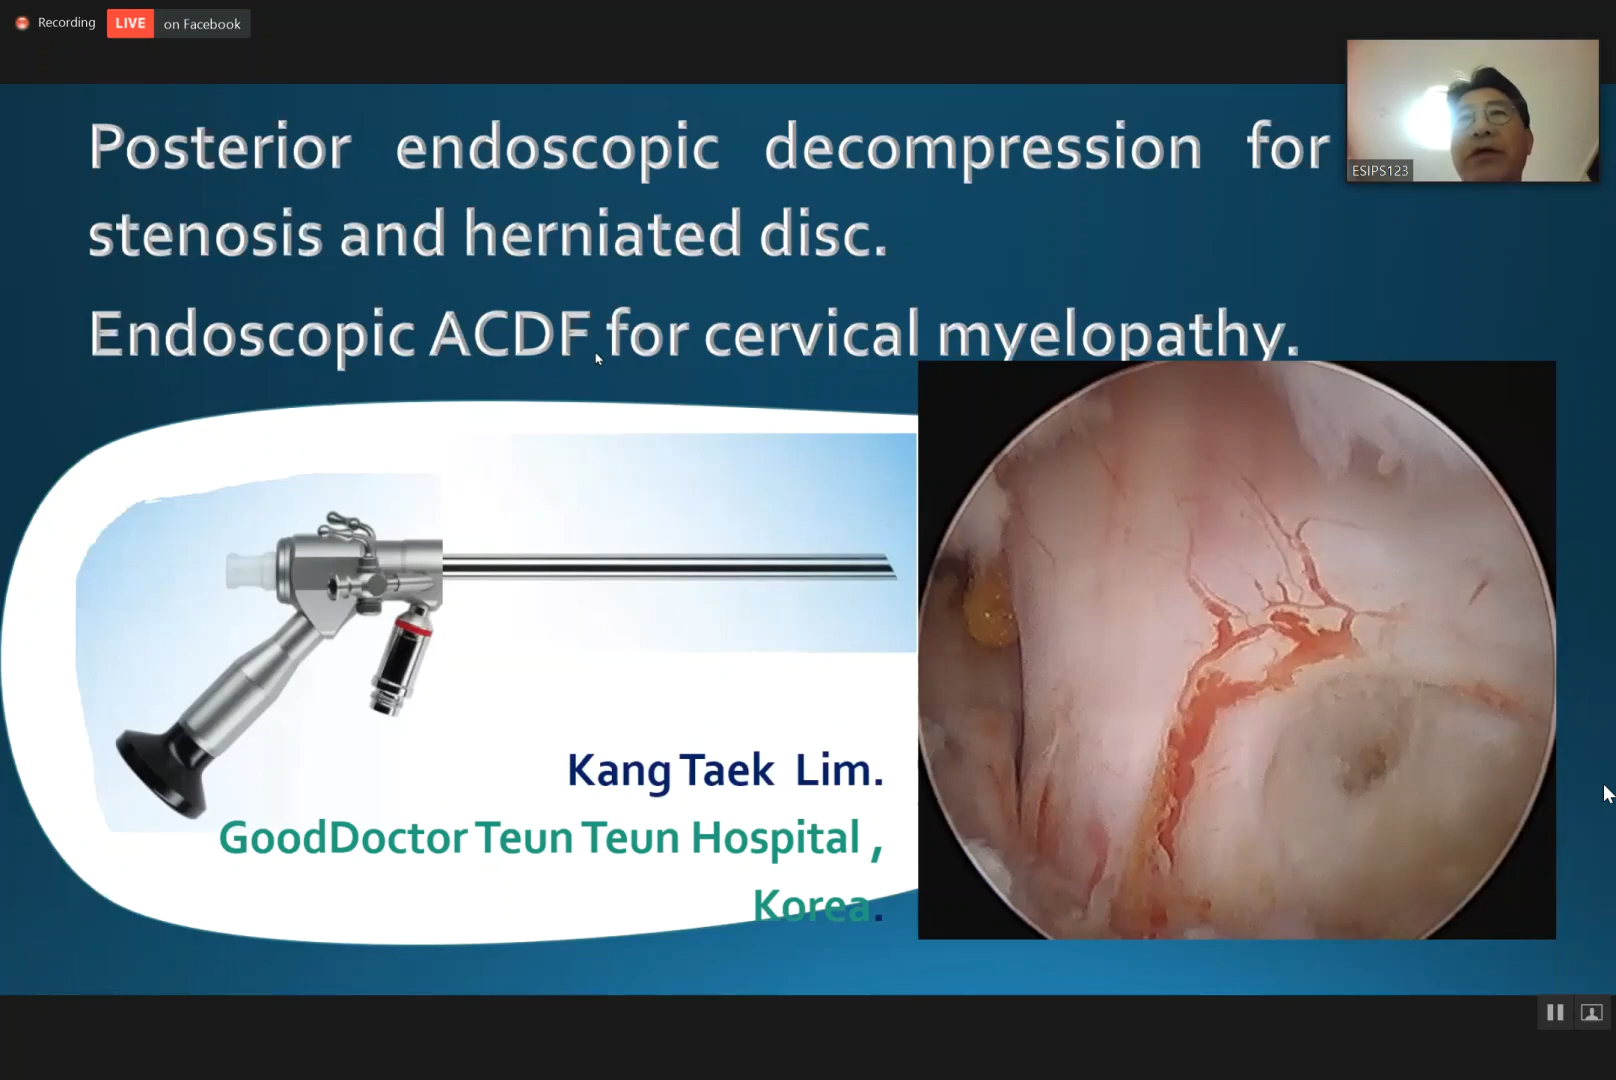 Recording LIVE on Facebook
ESIPS123
Posterior endoscopic decompression for
stenosis and herniated disc.
Endoscopic ACDF for cervical myelopathy.
Kang Taek Lim.
GoodDoctor Teun Teun Hospital ,
Korea.